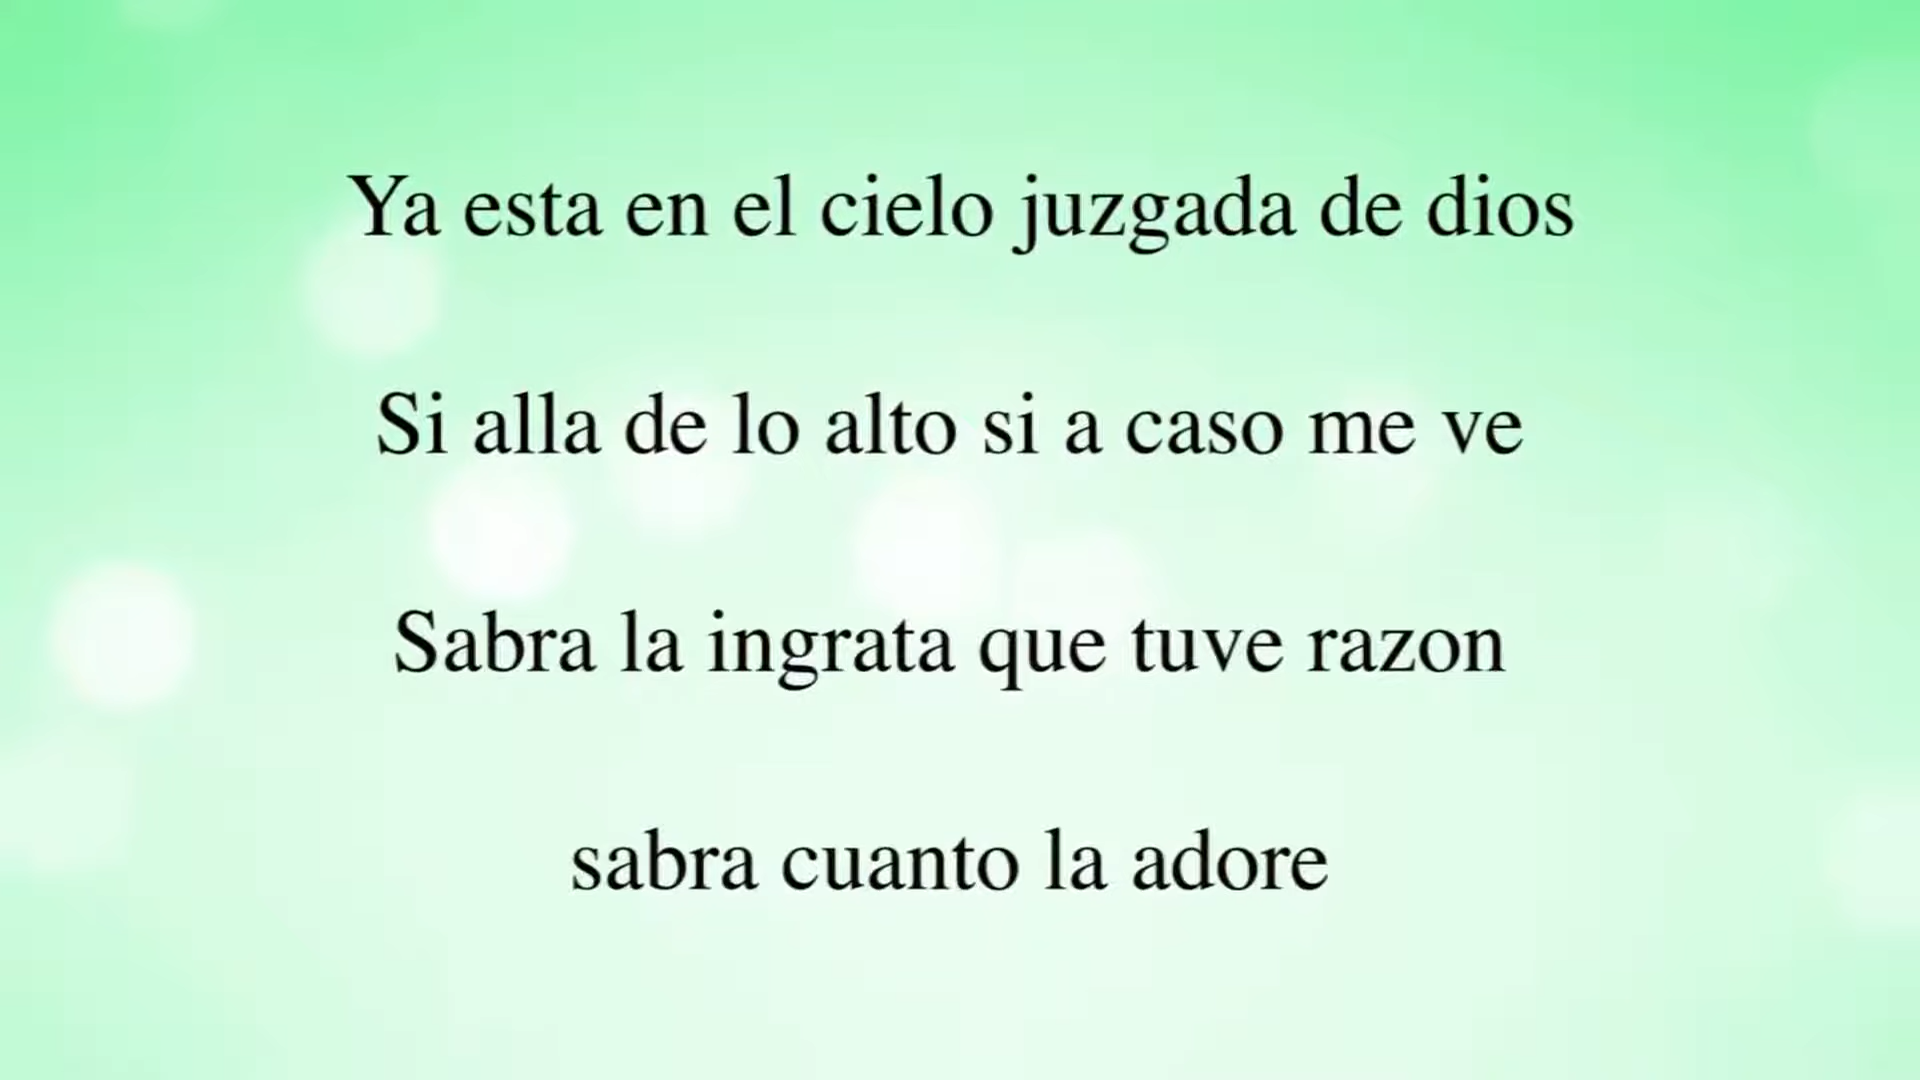 Ya esta en el cielo juzgada de dios
Si alla de lo alto si a caso me ve
Sabra la ingrata que tuve razon
sabra cuanto la adore